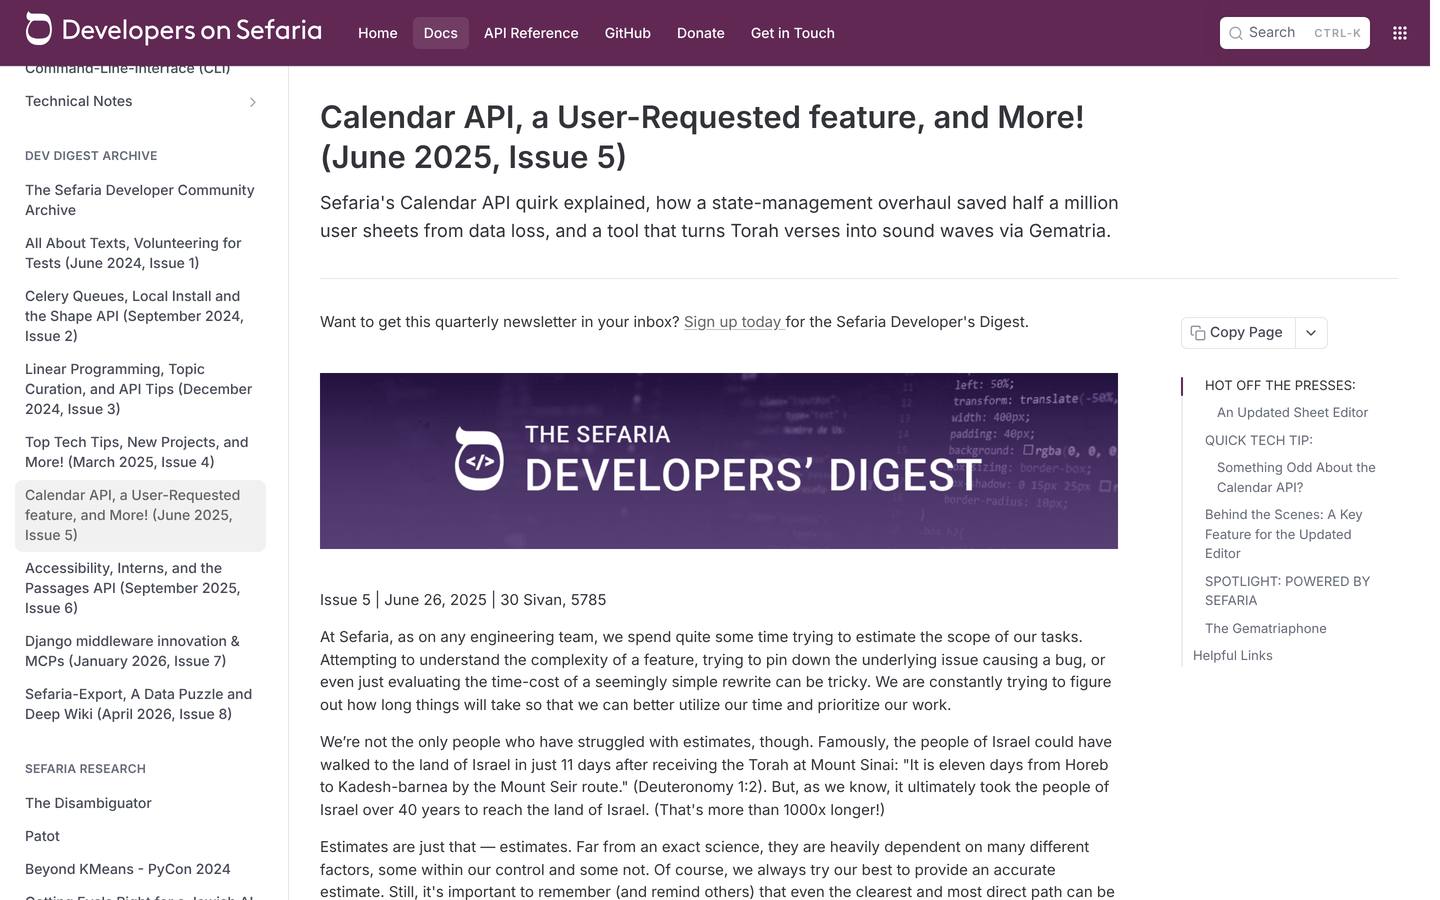 Developers on Sefaria
Home
Docs
API Reference
GitHub
Donate
Get in Touch
Search
CTRL-K
Command-Line-Interface (CLI)
Technical Notes
DEV DIGEST ARCHIVE
The Sefaria Developer Community
Archive
All About Texts, Volunteering for
Tests (June 2024, Issue 1)
Celery Queues, Local Install and
the Shape API (September 2024,
Issue 2)
Linear Programming, Topic
Curation, and API Tips (December
2024, Issue 3)
Top Tech Tips, New Projects, and
More! (March 2025, Issue 4)
Calendar API, a User-Requested
feature, and More! (June 2025,
Issue 5)
Accessibility, Interns, and the
Passages API (September 2025,
Issue 6)
Django middleware innovation &
MCPs (January 2026, Issue 7)
Sefaria-Export, A Data Puzzle and
Deep Wiki (April 2026, Issue 8)
SEFARIA RESEARCH
The Disambiguator
Patot
Beyond KMeans - PyCon 2024
Calendar API, a User-Requested feature, and More!
(June 2025, Issue 5)
Sefaria's Calendar API quirk explained, how a state-management overhaul saved half a million
user sheets from data loss, and a tool that turns Torah verses into sound waves via Gematria.
Want to get this quarterly newsletter in your inbox? Sign up today for the Sefaria Developer's Digest.
THE SEFARIA
DEVELOPERS' DIGEST
</>
left: 50%;
transform: translate(-50%,
width: 400px;
padding: 40px;
background: rgba(0, 0, 0,
border-radius: 10px;
Issue 5 | June 26, 2025 | 30 Sivan, 5785
At Sefaria, as on any engineering team, we spend quite some time trying to estimate the scope of our tasks.
Attempting to understand the complexity of a feature, trying to pin down the underlying issue causing a bug, or
even just evaluating the time-cost of a seemingly simple rewrite can be tricky. We are constantly trying to figure
out how long things will take so that we can better utilize our time and prioritize our work.
We’re not the only people who have struggled with estimates, though. Famously, the people of Israel could have
walked to the land of Israel in just 11 days after receiving the Torah at Mount Sinai: "It is eleven days from Horeb
to Kadesh-barnea by the Mount Seir route." (Deuteronomy 1:2). But, as we know, it ultimately took the people of
Israel over 40 years to reach the land of Israel. (That's more than 1000x longer!)
Estimates are just that — estimates. Far from an exact science, they are heavily dependent on many different
factors, some within our control and some not. Of course, we always try our best to provide an accurate
estimate. Still, it's important to remember (and remind others) that even the clearest and most direct path can be
Copy Page
HOT OFF THE PRESSES:
An Updated Sheet Editor
QUICK TECH TIP:
Something Odd About the
Calendar API?
Behind the Scenes: A Key
Feature for the Updated
Editor
SPOTLIGHT: POWERED BY
SEFARIA
The Gematriaphone
Helpful Links